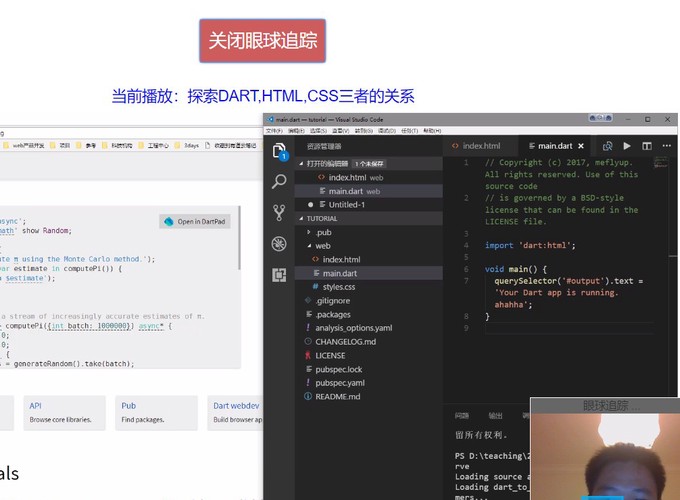 关闭眼球追踪
当前播放：探索DART,HTML,CSS三者的关系
web产品开发 项目 参考 科技机构 工程中心 3days 收藏到有道云笔记
async';
math' show Random;
te π using the Monte Carlo method.');
var estimate in computePi()) {
$estimate');
a stream of increasingly accurate estimates of π.
computePi({int batch: 1000000}) async* {
0;
0;
{
= generateRandom().take(batch);
Open in DartPad
API
Browse core libraries.
Pub
Find packages.
Dart webdev
Build browser app
als
main.dart — tutorial — Visual Studio Code
文件(F) 编辑(E) 选择(S) 查看(V) 转到(G) 调试(D) 任务(T) 帮助(H)
1
资源管理器
打开的编辑器 1 个未保存
index.html web
main.dart web
Untitled-1
TUTORIAL
.pub
web
index.html
main.dart
styles.css
.gitignore
.packages
analysis_options.yaml
CHANGELOG.md
LICENSE
pubspec.lock
pubspec.yaml
README.md
index.html main.dart
1 // Copyright (c) 2017, meflyup.
All rights reserved. Use of this
source code
2 // is governed by a BSD-style
license that can be found in the
LICENSE file.
3
4 import 'dart:html';
5
6 void main() {
7 querySelector('#output').text =
'Your Dart app is running.
ahahha';
8 }
9
问题 输出
留所有权利。
PS D:\teaching\2
rve
Loading source a
Loading dart_to_
mers...
眼球追踪 ...